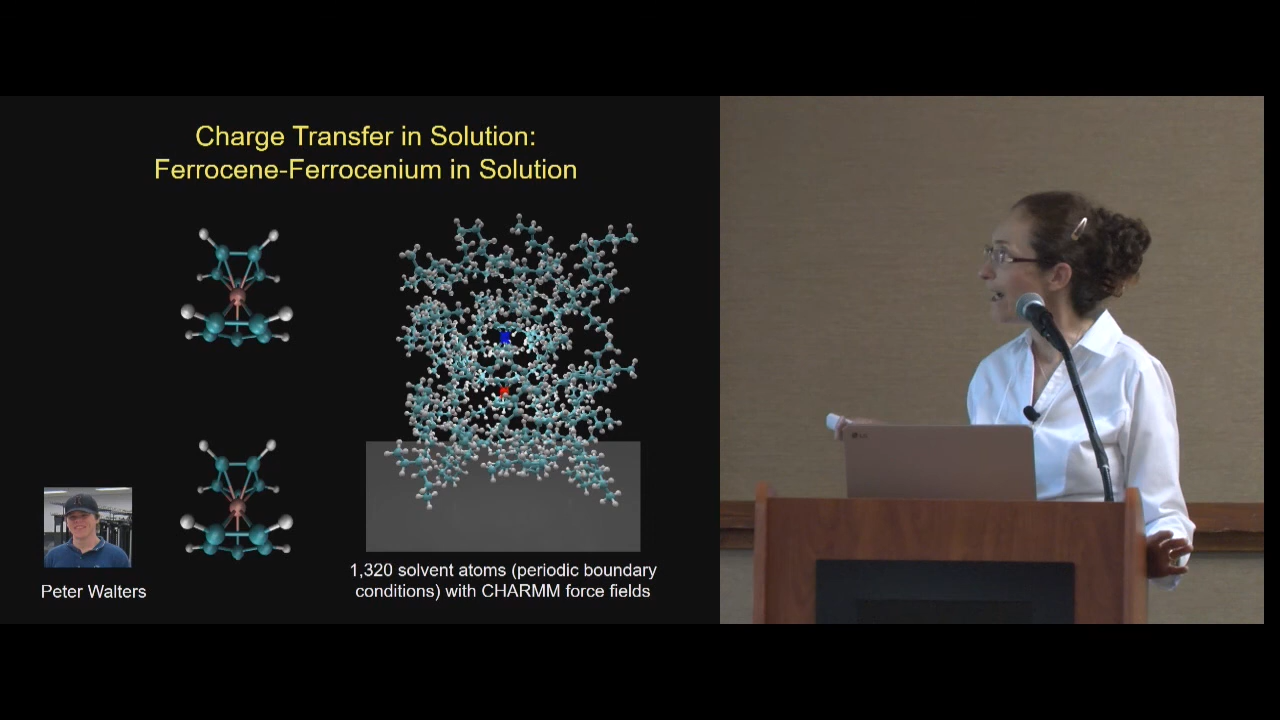 Charge Transfer in Solution:
Ferrocene-Ferrocenium in Solution
Peter Walters
1,320 solvent atoms (periodic boundary
conditions) with CHARMM force fields